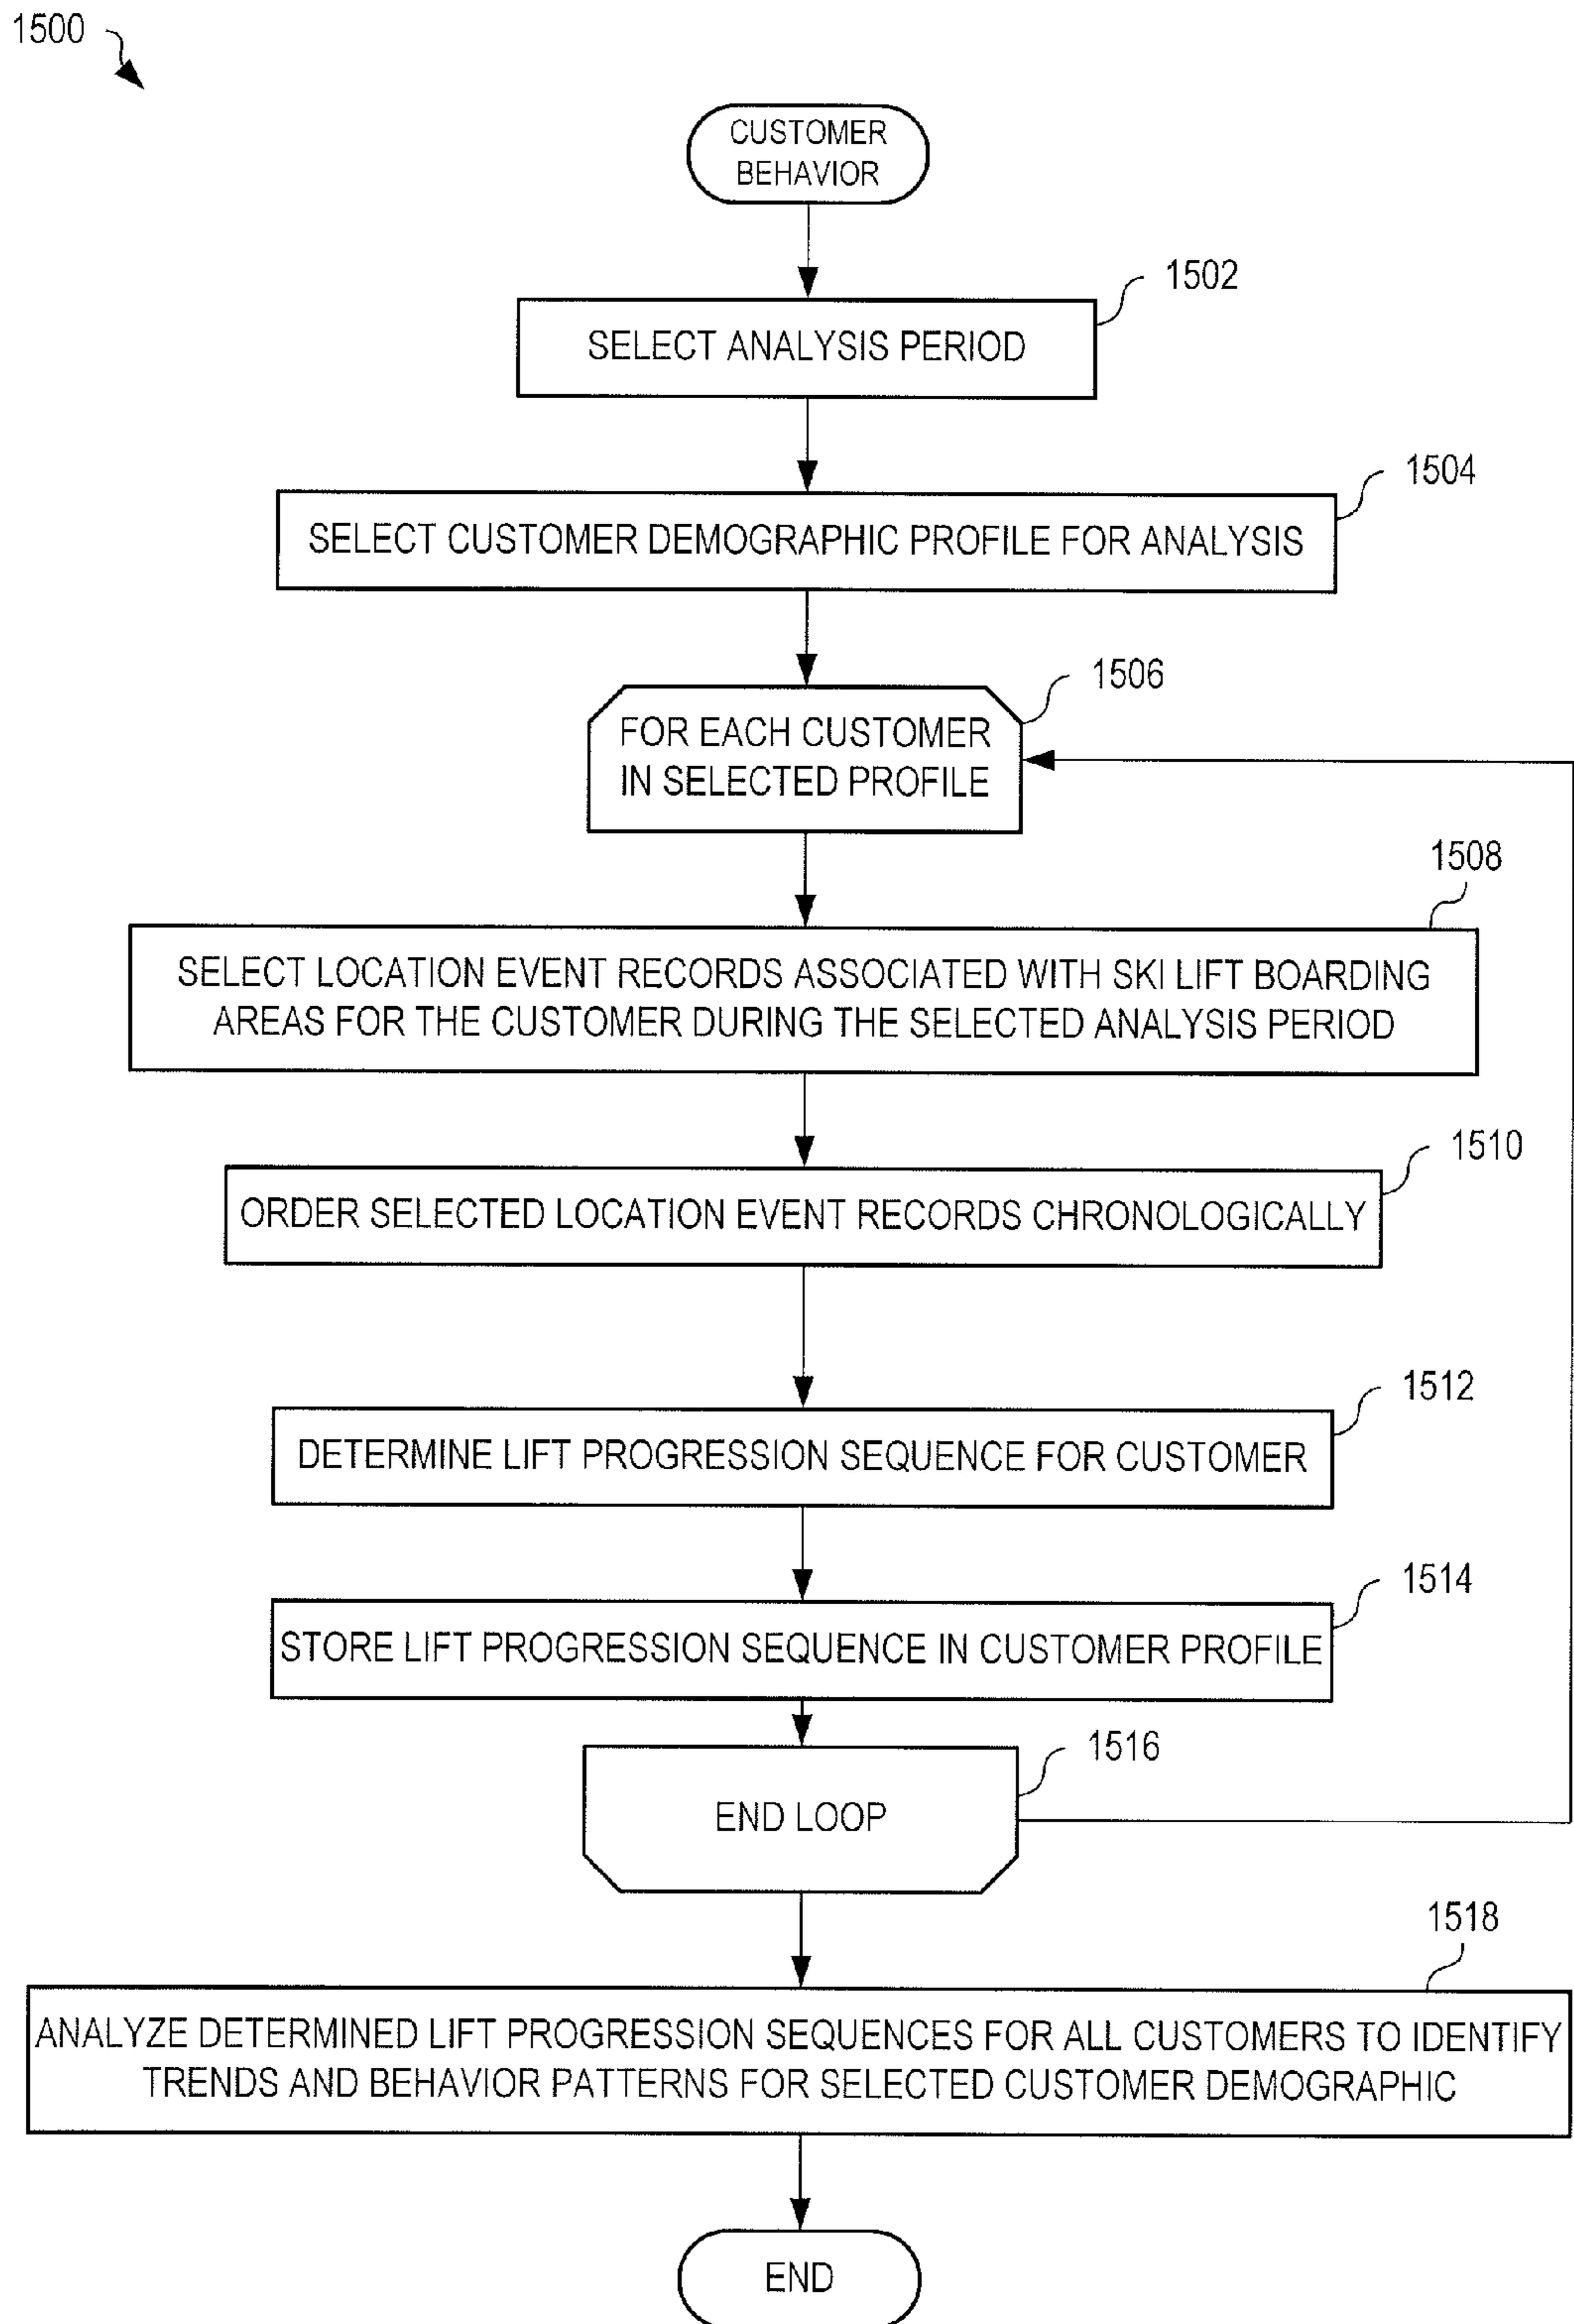 1500
CUSTOMER
BEHAVIOR
1502
SELECT ANALYSIS PERIOD
1504
SELECT CUSTOMER DEMOGRAPHIC PROFILE FOR ANALYSIS
1506
FOR EACH CUSTOMER
IN SELECTED PROFILE
1508
SELECT LOCATION EVENT RECORDS ASSOCIATED WITH SKI LIFT BOARDING
AREAS FOR THE CUSTOMER DURING THE SELECTED ANALYSIS PERIOD
1510
ORDER SELECTED LOCATION EVENT RECORDS CHRONOLOGICALLY
1512
DETERMINE LIFT PROGRESSION SEQUENCE FOR CUSTOMER
1514
STORE LIFT PROGRESSION SEQUENCE IN CUSTOMER PROFILE
1516
END LOOP
1518
ANALYZE DETERMINED LIFT PROGRESSION SEQUENCES FOR ALL CUSTOMERS TO IDENTIFY
TRENDS AND BEHAVIOR PATTERNS FOR SELECTED CUSTOMER DEMOGRAPHIC
END